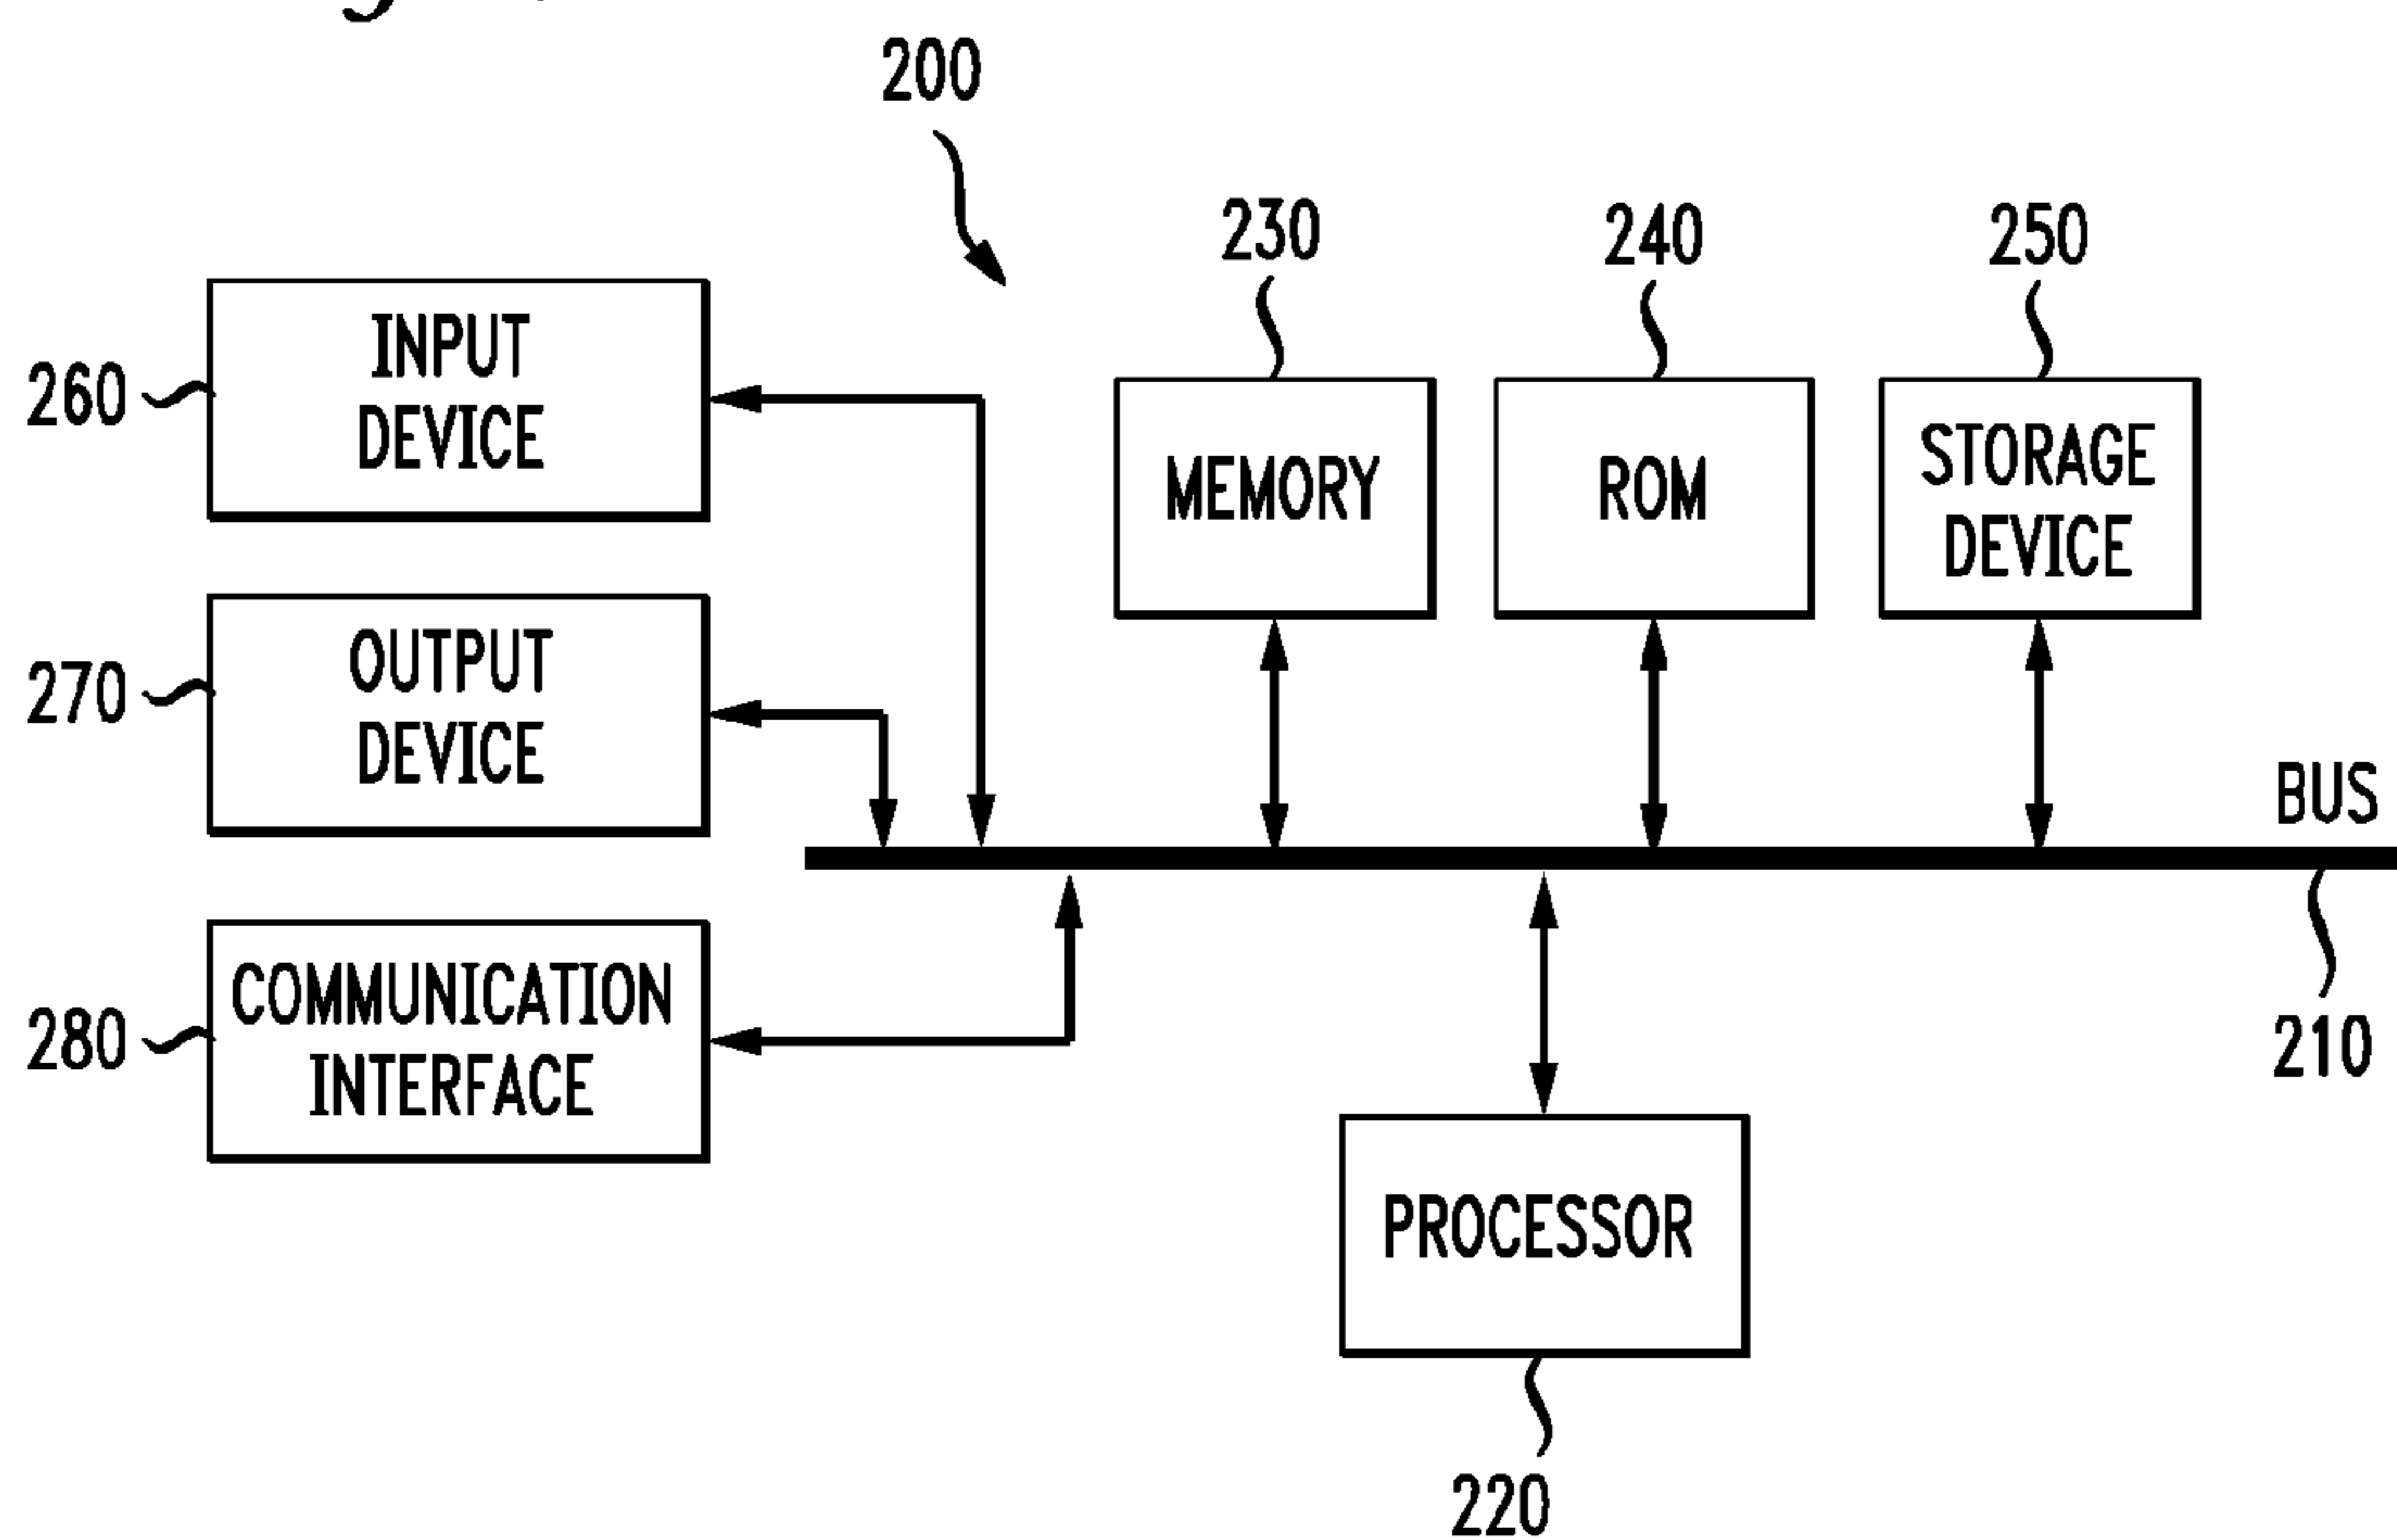 200
230
240
250
260
INPUT
DEVICE
MEMORY
ROM
STORAGE
DEVICE
270
OUTPUT
DEVICE
BUS
280
COMMUNICATION
INTERFACE
210
PROCESSOR
220